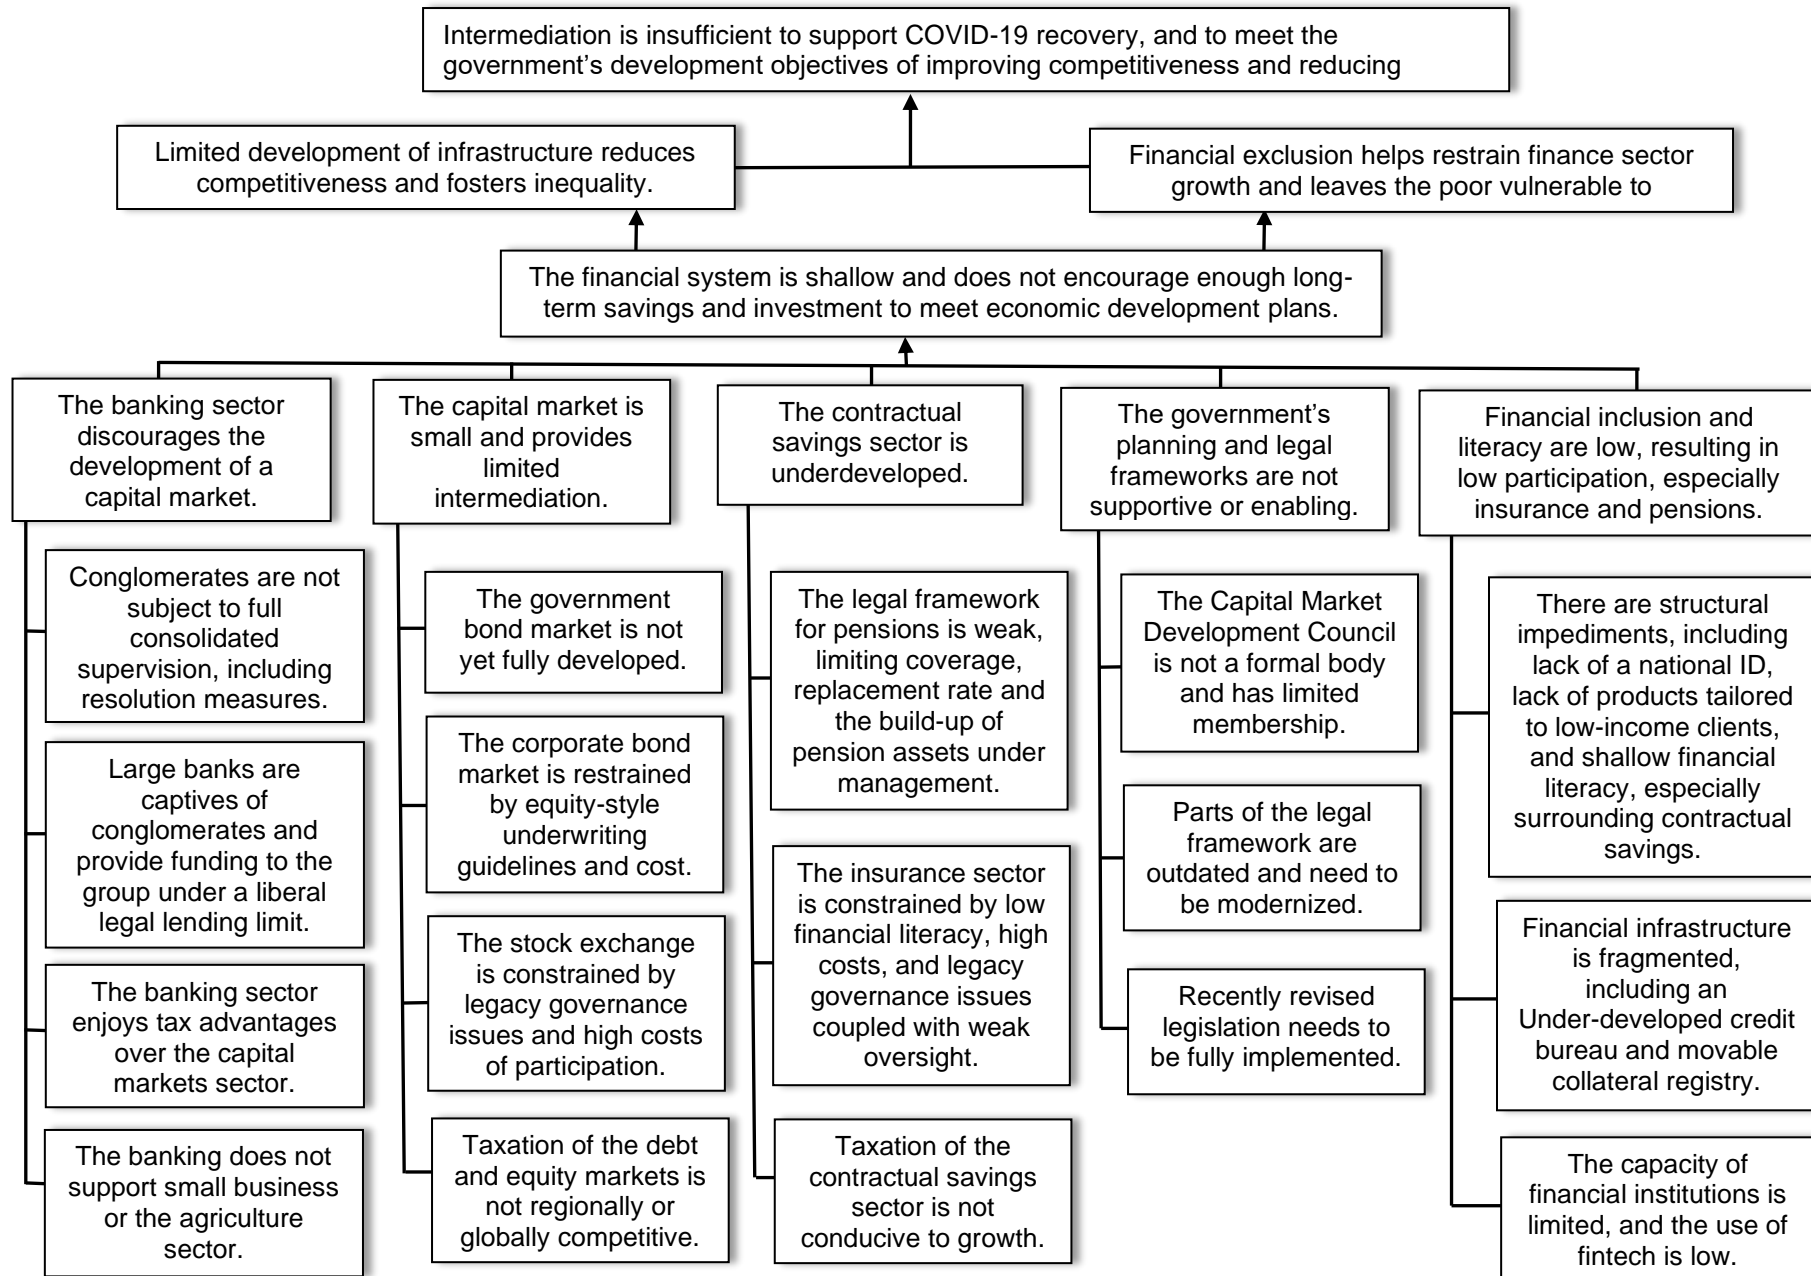 Intermediation is insufficient to support COVID-19 recovery, and to meet the
government’s development objectives of improving competitiveness and reducing
Limited development of infrastructure reduces
competitiveness and fosters inequality.
Financial exclusion helps restrain finance sector
growth and leaves the poor vulnerable to
The financial system is shallow and does not encourage enough long-
term savings and investment to meet economic development plans.
The banking sector
discourages the
development of a
capital market.
Conglomerates are not
subject to full
consolidated
supervision, including
resolution measures.
Large banks are
captives of
conglomerates and
provide funding to the
group under a liberal
legal lending limit.
The banking sector
enjoys tax advantages
over the capital
markets sector.
The banking does not
support small business
or the agriculture
sector.
The capital market is
small and provides
limited
intermediation.
The government
bond market is not
yet fully developed.
The corporate bond
market is restrained
by equity-style
underwriting
guidelines and cost.
The stock exchange
is constrained by
legacy governance
issues and high costs
of participation.
Taxation of the debt
and equity markets is
not regionally or
globally competitive.
The contractual
savings sector is
underdeveloped.
The legal framework
for pensions is weak,
limiting coverage,
replacement rate and
the build-up of
pension assets under
management.
The insurance sector
is constrained by low
financial literacy, high
costs, and legacy
governance issues
coupled with weak
oversight.
Taxation of the
contractual savings
sector is not
conducive to growth.
The government’s
planning and legal
frameworks are not
supportive or enabling.
The Capital Market
Development Council
is not a formal body
and has limited
membership.
Parts of the legal
framework are
outdated and need to
be modernized.
Recently revised
legislation needs to
be fully implemented.
Financial inclusion and
literacy are low, resulting in
low participation, especially
insurance and pensions.
There are structural
impediments, including
lack of a national ID,
lack of products tailored
to low-income clients,
and shallow financial
literacy, especially
surrounding contractual
savings.
Financial infrastructure
is fragmented,
including an
Under-developed credit
bureau and movable
collateral registry.
The capacity of
financial institutions is
limited, and the use of
fintech is low.